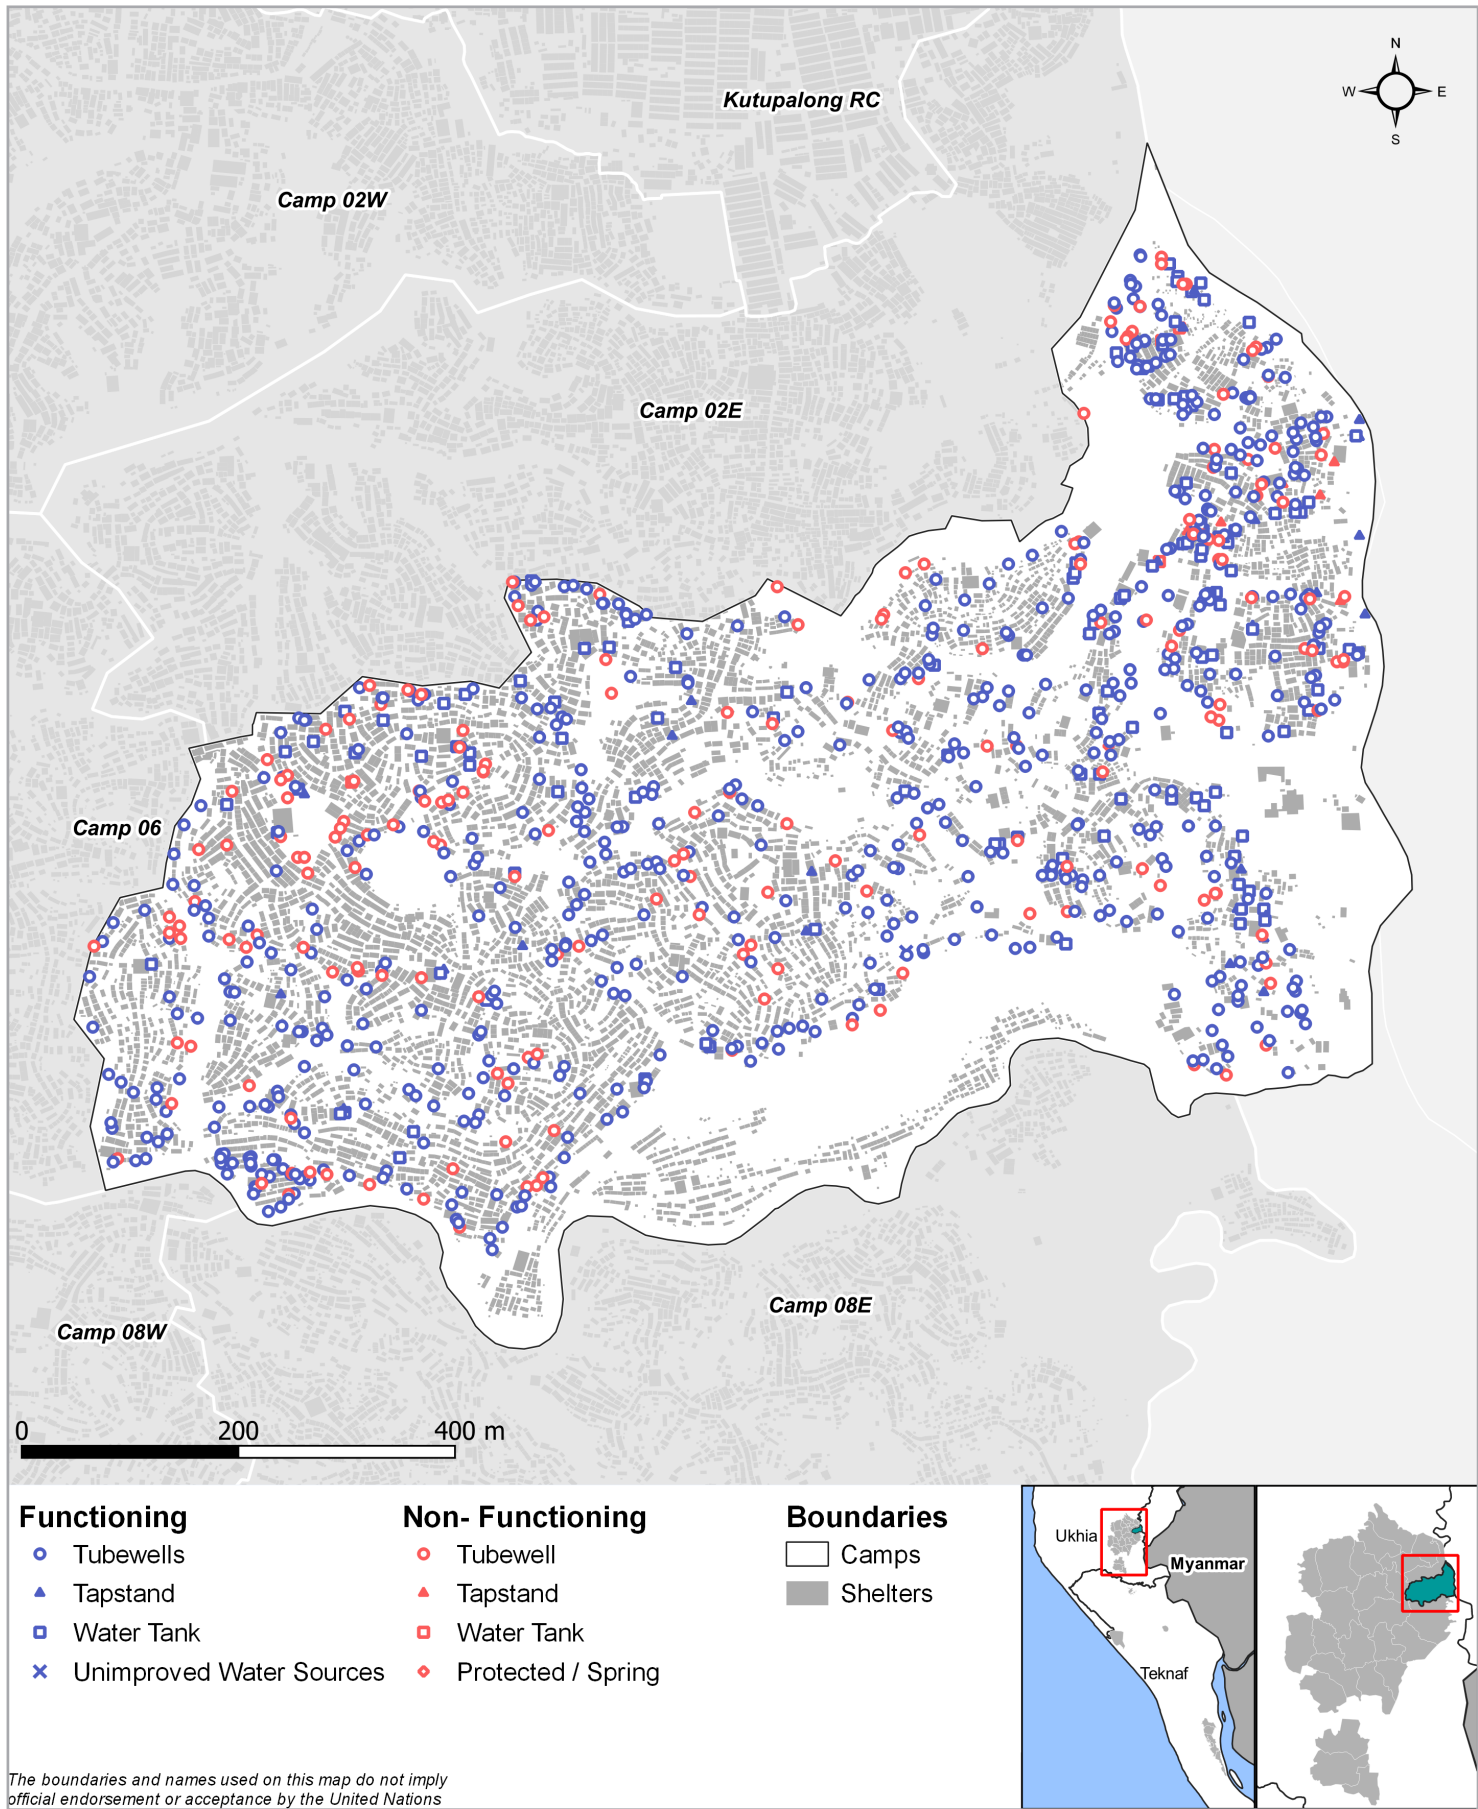 Kutupalong RC
N
W E
S
Camp 02W
Camp 02E
Camp 06
Camp 08E
Camp 08W
0 200 400 m
Functioning
Tubewells
Tapstand
Water Tank
Unimproved Water Sources
Non- Functioning
Tubewell
Tapstand
Water Tank
Protected / Spring
Boundaries
Camps
Shelters
Ukhia
Myanmar
Teknaf
The boundaries and names used on this map do not imply
official endorsement or acceptance by the United Nations